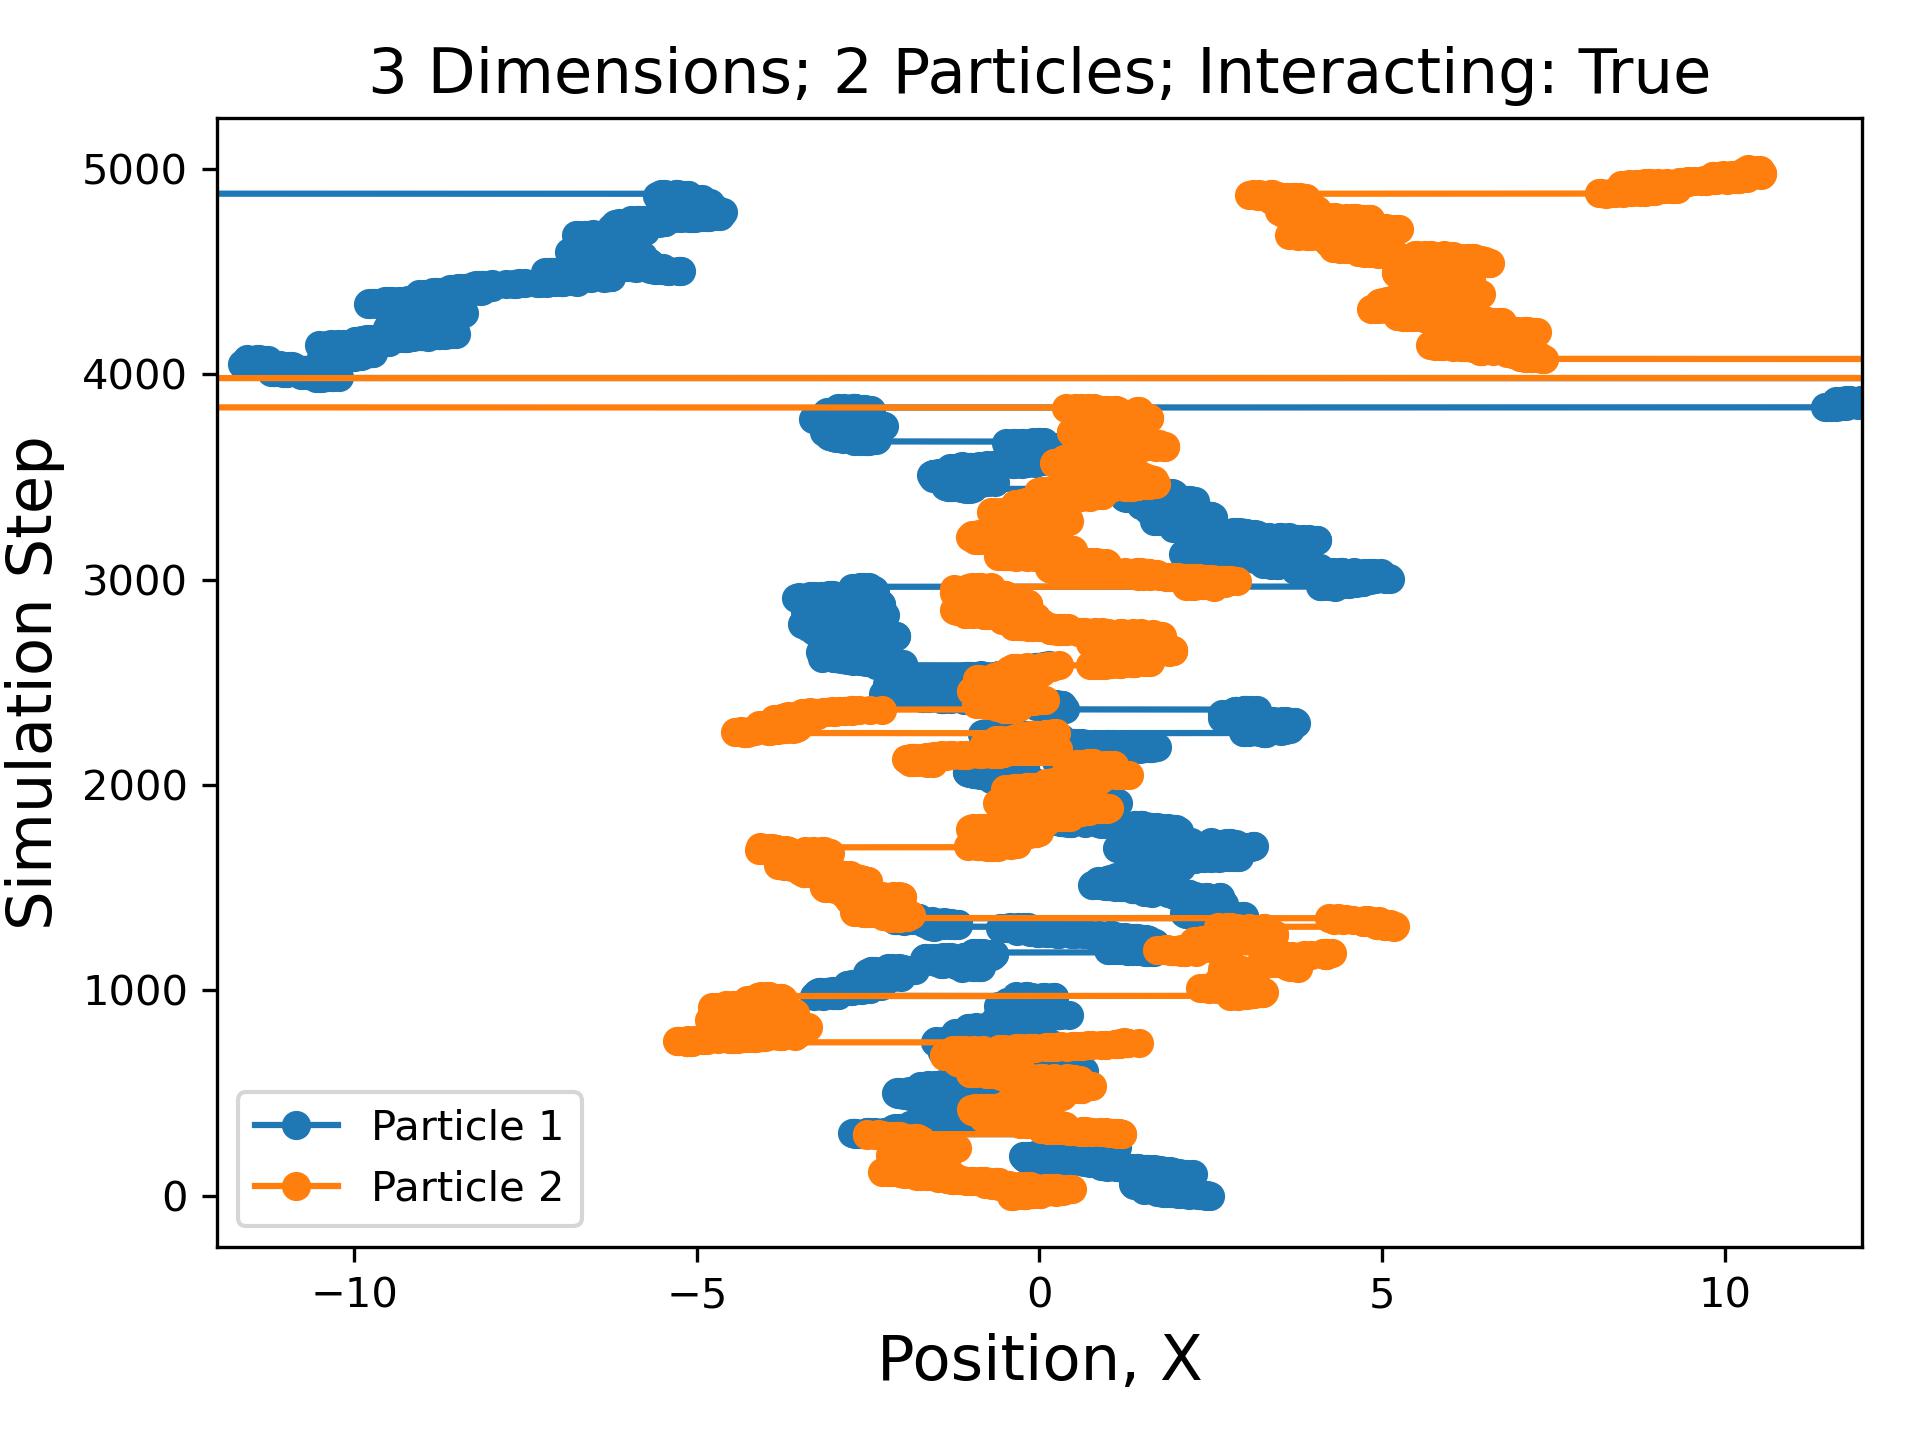 3 Dimensions; 2 Particles; Interacting: True
Simulation Step
5000
4000
3000
2000
1000
0
Particle 1
Particle 2
−10
−5
0
5
10
Position, X